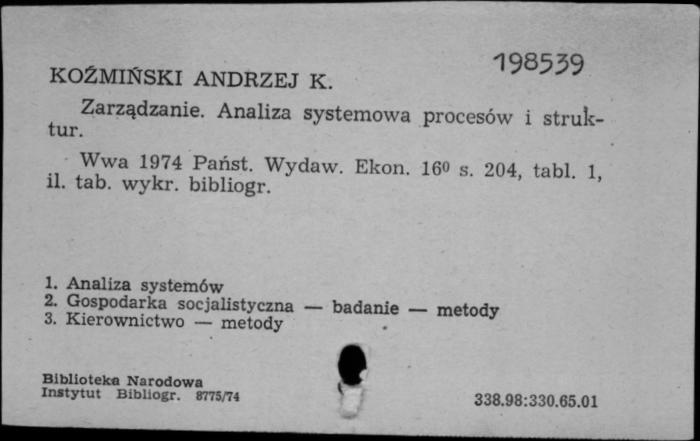 198539
KOŹMIŃSKI ANDRZEJ K.
Zarządzanie. Analiza systemowa procesów i struk-
tur.
Wwa 1974 Państ. Wydaw. Ekon. 16⁰ s. 204, tabl. 1,
il. tab. wykr. bibliogr.
1. Analiza systemów
2. Gospodarka socjalistyczna — badanie — metody
3. Kierownictwo — metody
Biblioteka Narodowa
Instytut Bibliogr. 8775/74
338.98:330.65.01